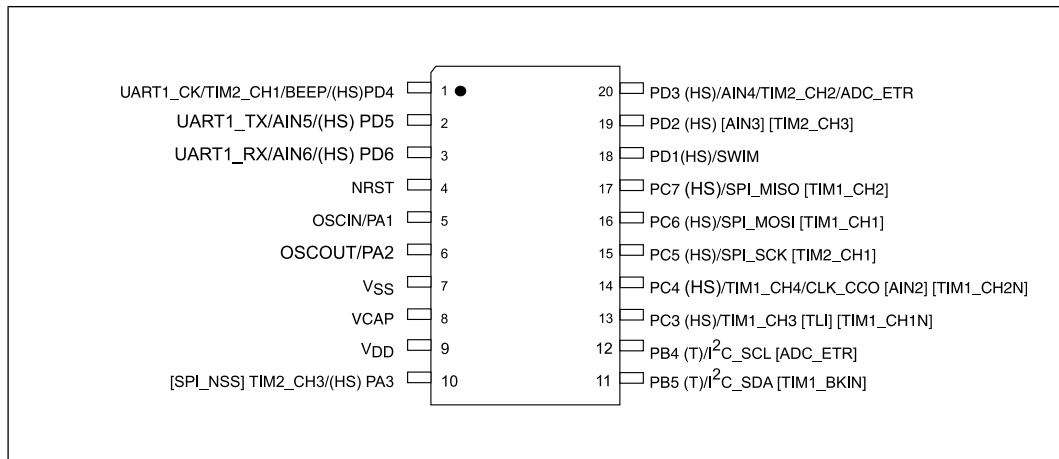 UART1_CK/TIM2_CH1/BEEP/(HS)PD4 1 20 PD3 (HS)/AIN4/TIM2_CH2/ADC_ETR
UART1_TX/AIN5/(HS) PD5 2 19 PD2 (HS) [AIN3] [TIM2_CH3]
UART1_RX/AIN6/(HS) PD6 3 18 PD1(HS)/SWIM
NRST 4 17 PC7 (HS)/SPI_MISO [TIM1_CH2]
OSCIN/PA1 5 16 PC6 (HS)/SPI_MOSI [TIM1_CH1]
OSCOUT/PA2 6 15 PC5 (HS)/SPI_SCK [TIM2_CH1]
VSS 7 14 PC4 (HS)/TIM1_CH4/CLK_CCO [AIN2] [TIM1_CH2N]
VCAP 8 13 PC3 (HS)/TIM1_CH3 [TLI] [TIM1_CH1N]
VDD 9 12 PB4 (T)/I²C_SCL [ADC_ETR]
[SPI_NSS] TIM2_CH3/(HS) PA3 10 11 PB5 (T)/I²C_SDA [TIM1_BKIN]